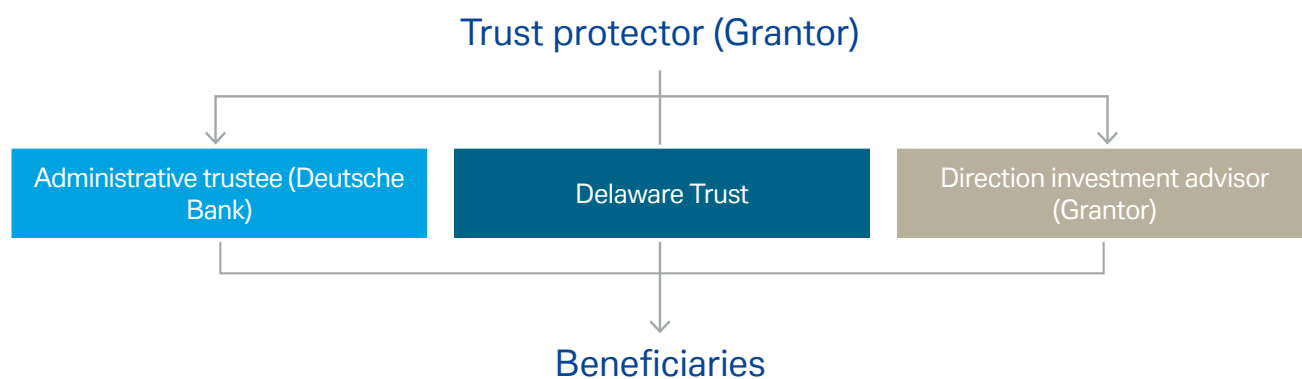 Trust protector (Grantor)
Administrative trustee (Deutsche
Bank)
Delaware Trust
Direction investment advisor
(Grantor)
Beneficiaries